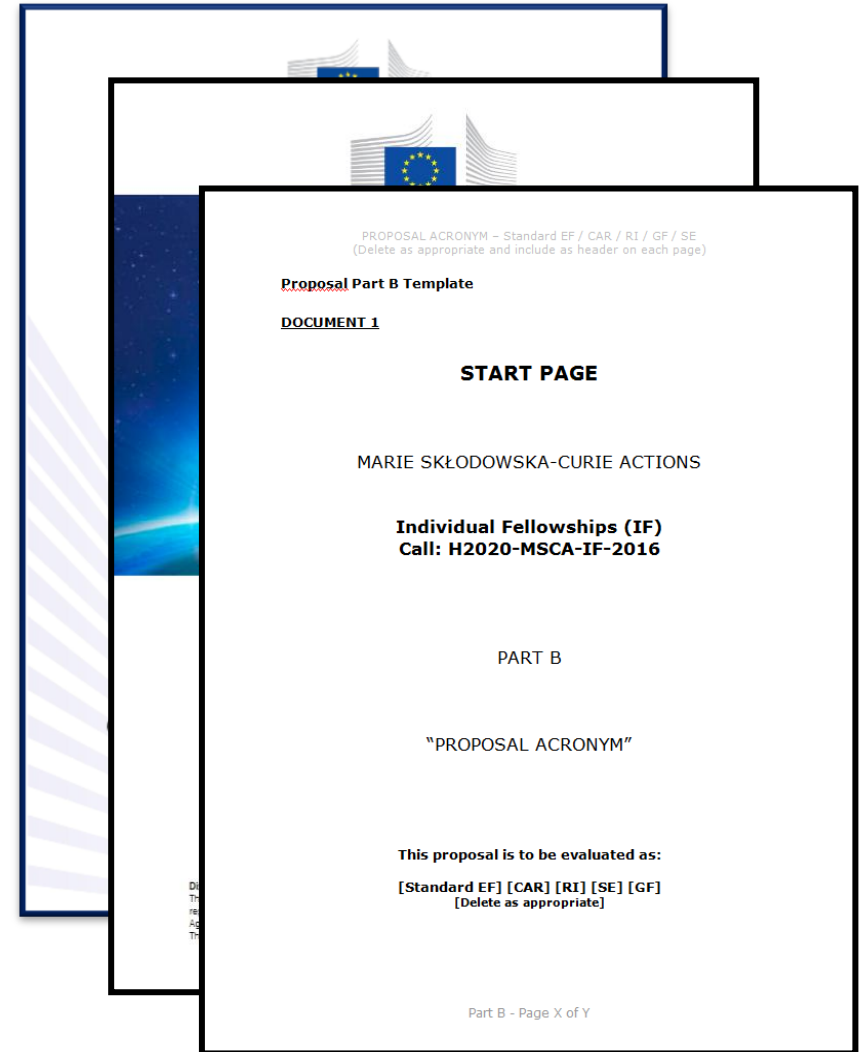 PROPOSAL ACRONYM – Standard EF / CAR / RI / GF / SE
(Delete as appropriate and include as header on each page)
Proposal Part B Template
DOCUMENT 1
START PAGE
MARIE SKŁODOWSKA-CURIE ACTIONS
Individual Fellowships (IF)
Call: H2020-MSCA-IF-2016
PART B
“PROPOSAL ACRONYM”
This proposal is to be evaluated as:
[Standard EF] [CAR] [RI] [SE] [GF]
[Delete as appropriate]
Part B - Page X of Y